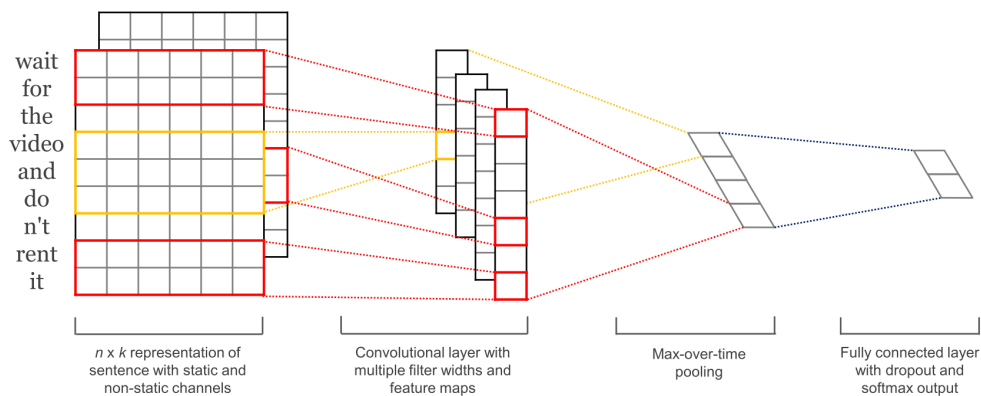 wait
for
the
video
and
do
n't
rent
it
n x k representation of
sentence with static and
non-static channels
Convolutional layer with
multiple filter widths and
feature maps
Max-over-time
pooling
Fully connected layer
with dropout and
softmax output